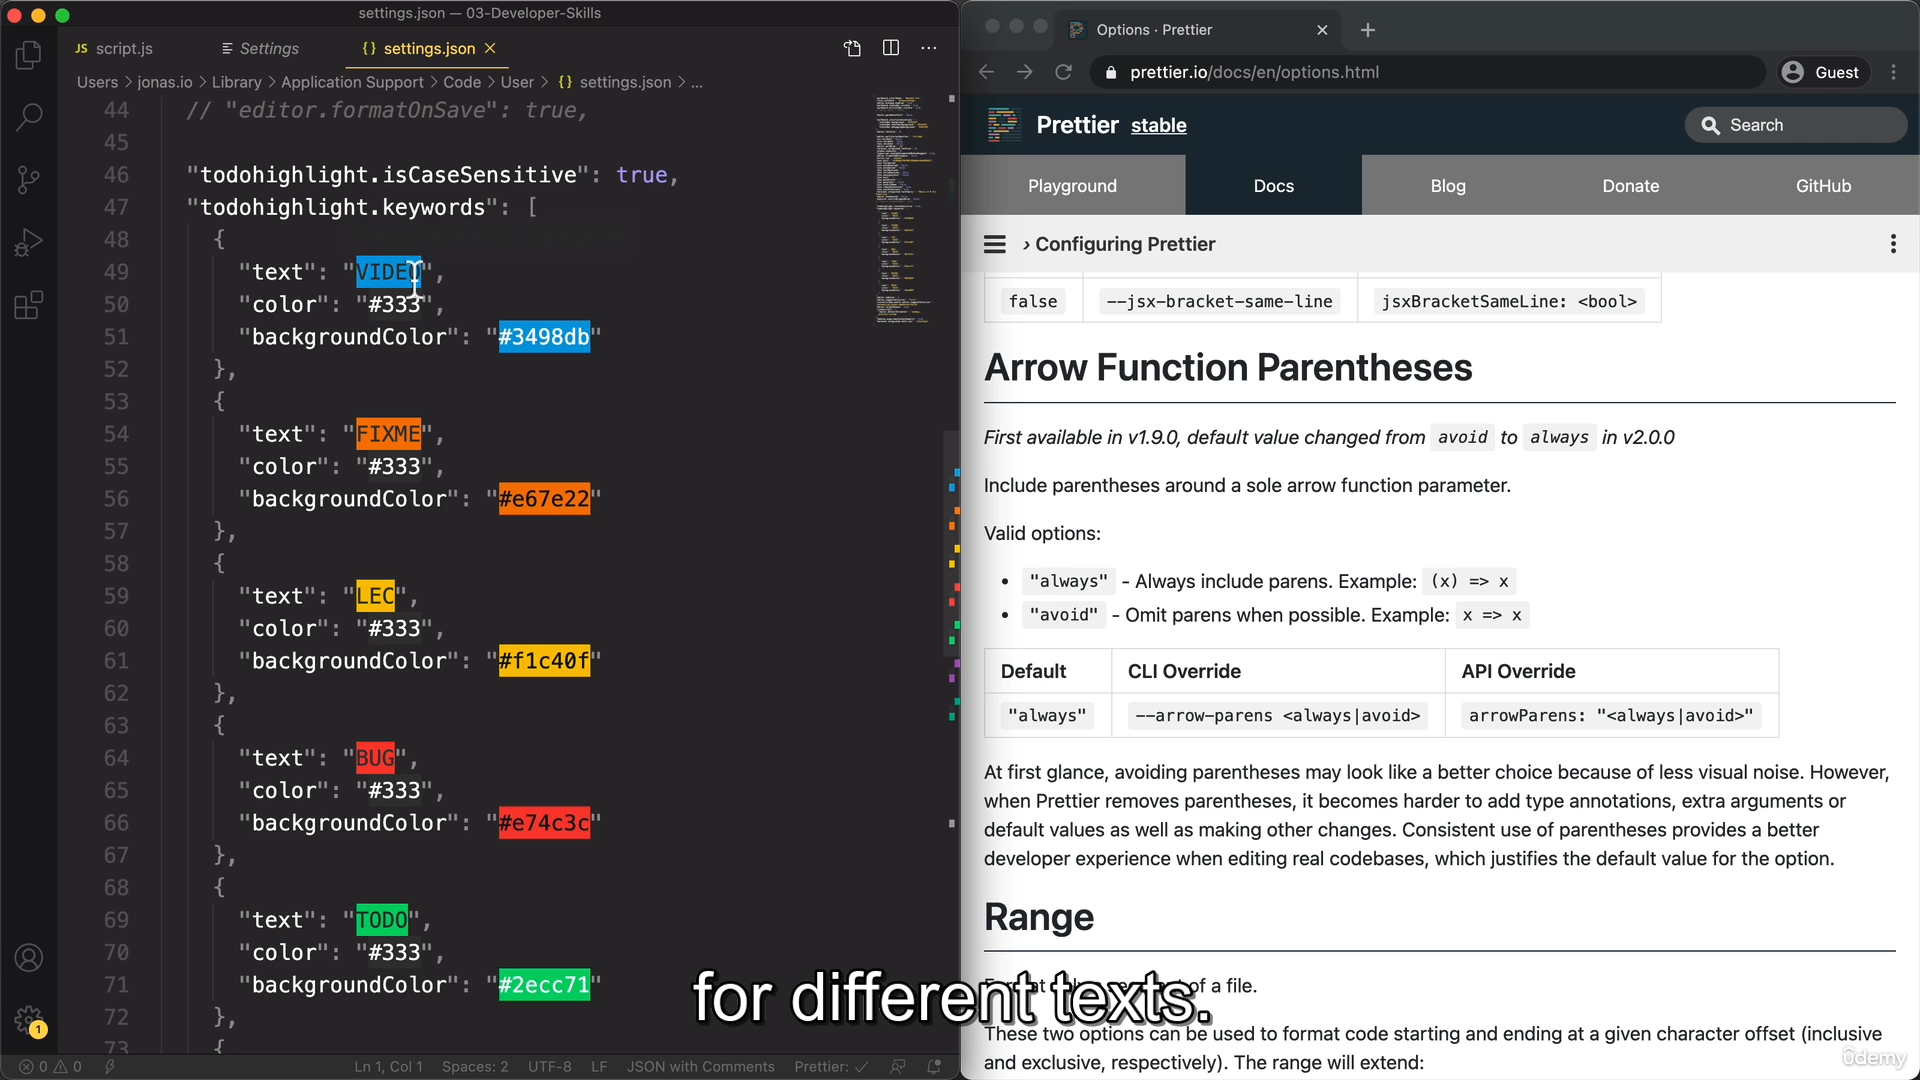 settings.json — 03-Developer-Skills
JS script.js
Settings
{} settings.json ×
Users > jonas.io > Library > Application Support > Code > User > {} settings.json > ...
44 // "editor.formatOnSave": true,
45
46 "todohighlight.isCaseSensitive": true,
47 "todohighlight.keywords": [
48 {
49 "text": "VIDEO",
50 "color": "#333",
51 "backgroundColor": "#3498db"
52 },
53 {
54 "text": "FIXME",
55 "color": "#333",
56 "backgroundColor": "#e67e22"
57 },
58 {
59 "text": "LEC",
60 "color": "#333",
61 "backgroundColor": "#f1c40f"
62 },
63 {
64 "text": "BUG",
65 "color": "#333",
66 "backgroundColor": "#e74c3c"
67 },
68 {
69 "text": "TODO",
70 "color": "#333",
71 "backgroundColor": "#2ecc71"
72 },
73 {
1
0 0
Ln 1, Col 1 Spaces: 2 UTF-8 LF JSON with Comments Prettier: ✓
Options · Prettier
prettier.io/docs/en/options.html
Guest
Prettier stable
Search
Playground
Docs
Blog
Donate
GitHub
› Configuring Prettier
false --jsx-bracket-same-line jsxBracketSameLine: <bool>
Arrow Function Parentheses
First available in v1.9.0, default value changed from avoid to always in v2.0.0
Include parentheses around a sole arrow function parameter.
Valid options:
• "always" - Always include parens. Example: (x) => x
• "avoid" - Omit parens when possible. Example: x => x
Default CLI Override API Override
"always" --arrow-parens <always|avoid> arrowParens: "<always|avoid>"
At first glance, avoiding parentheses may look like a better choice because of less visual noise. However,
when Prettier removes parentheses, it becomes harder to add type annotations, extra arguments or
default values as well as making other changes. Consistent use of parentheses provides a better
developer experience when editing real codebases, which justifies the default value for the option.
Range
of a file.
These two options can be used to format code starting and ending at a given character offset (inclusive
and exclusive, respectively). The range will extend:
for different texts.
ûdemy